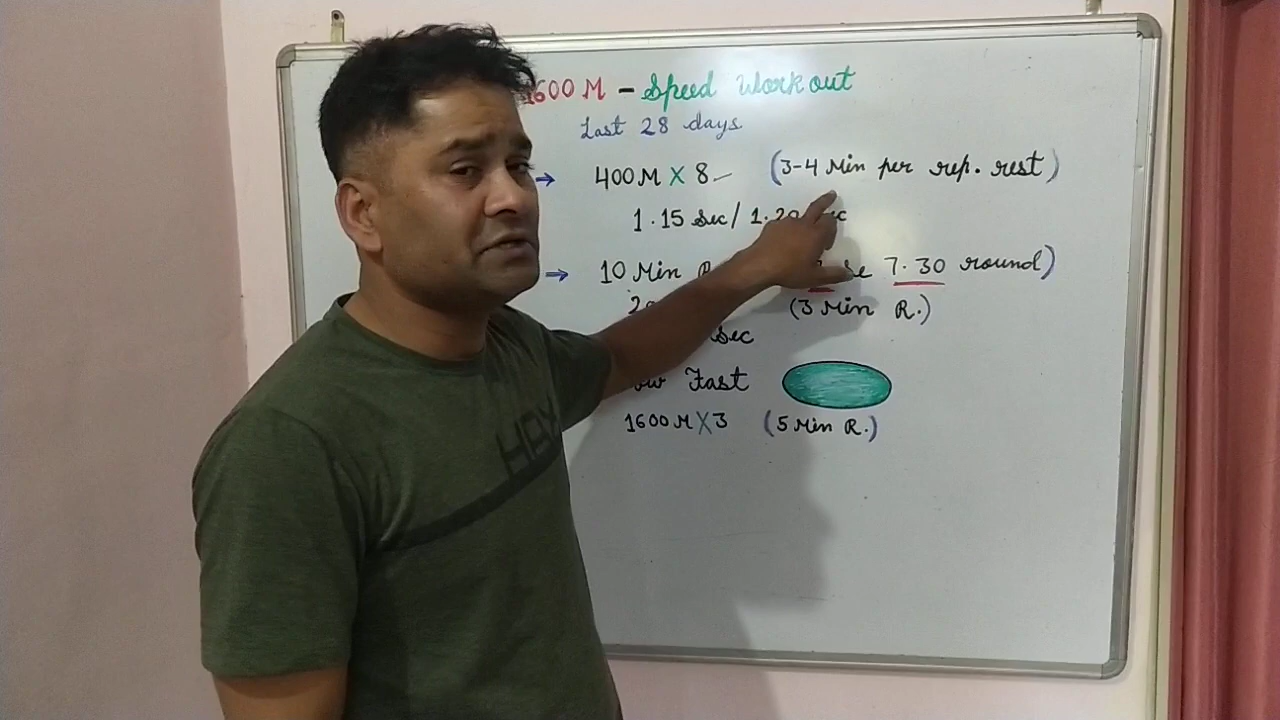 1600 M - Speed Workout
Last 28 days
→ 400 M X 8 – (3-4 Min per rep. rest)
1.15 Sec/ 1.20 Sec
→ 10 Min se 7.30 round)
(3 Min R.)
Sec
Fast
1600 M X 3 (5 Min R.)